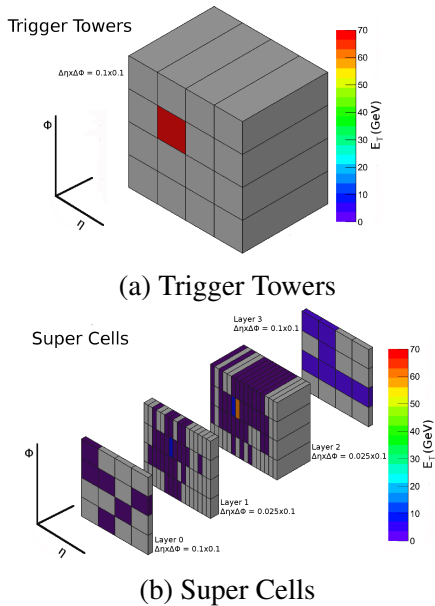 Trigger Towers
ΔηxΔΦ = 0.1x0.1
Φ
η
70
60
50
40
30
20
10
0
E_T (GeV)
(a) Trigger Towers
Super Cells
Layer 3
ΔηxΔΦ = 0.1x0.1
Φ
η
Layer 2
ΔηxΔΦ = 0.025x0.1
Layer 1
ΔηxΔΦ = 0.025x0.1
Layer 0
ΔηxΔΦ = 0.1x0.1
70
60
50
40
30
20
10
0
E_T (GeV)
(b) Super Cells